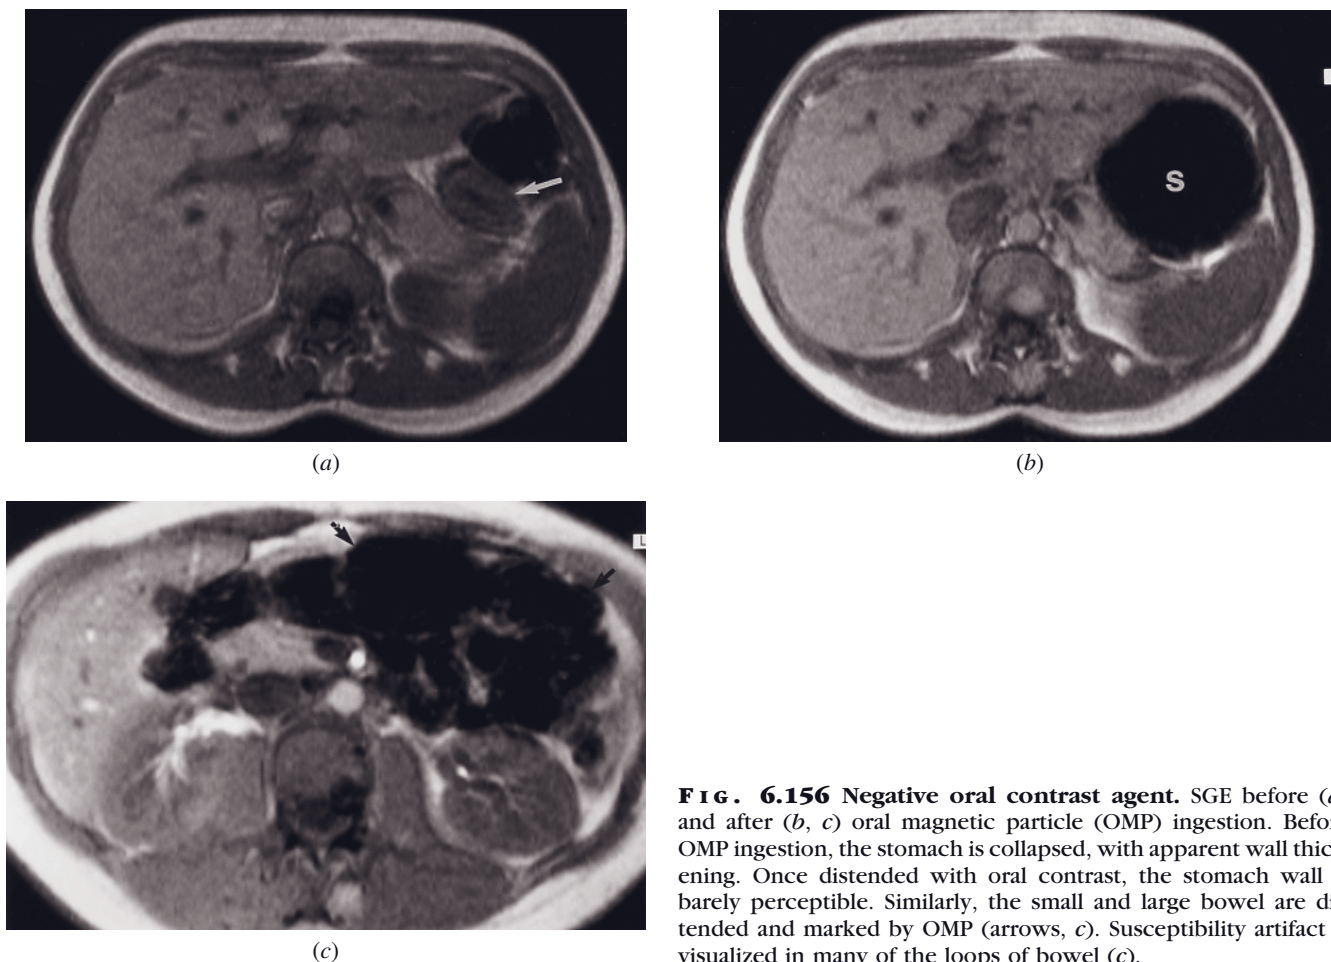 (a)
S
(b)
L
(c)
FIG. 6.156 Negative oral contrast agent. SGE before (
and after (b, c) oral magnetic particle (OMP) ingestion.
OMP ingestion, the stomach is collapsed, with apparent wall
ening. Once distended with oral contrast, the stomach wall
barely perceptible. Similarly, the small and large bowel are
tended and marked by OMP (arrows, c). Susceptibility artifact
visualized in many of the loops of bowel (c).